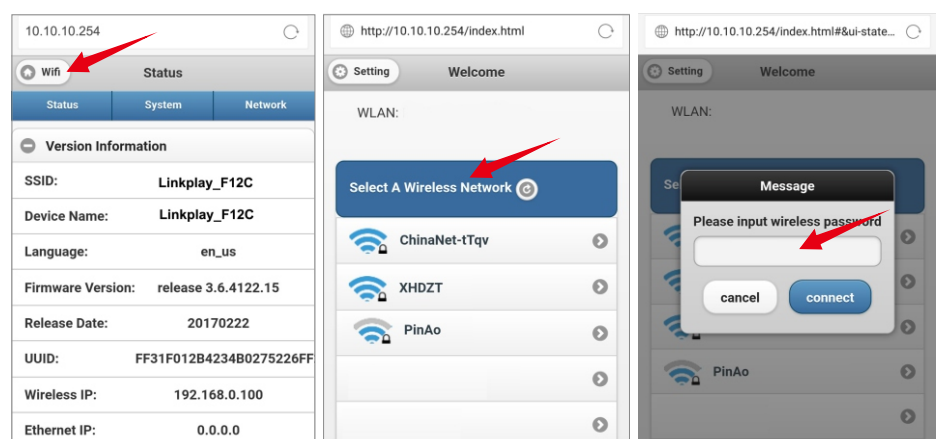 10.10.10.254
Wifi
Status
Status System Network
Version Information
SSID: Linkplay_F12C
Device Name: Linkplay_F12C
Language: en_us
Firmware Version: release 3.6.4122.15
Release Date: 20170222
UUID: FF31F012B4234B0275226FF
Wireless IP: 192.168.0.100
Ethernet IP: 0.0.0.0
http://10.10.10.254/index.html
Setting
Welcome
WLAN:
Select A Wireless Network
ChinaNet-tTqv
XHDZT
PinAo
http://10.10.10.254/index.html#&ui-state...
Setting
Welcome
WLAN:
Se
Message
Please input wireless password
cancel connect
PinAo